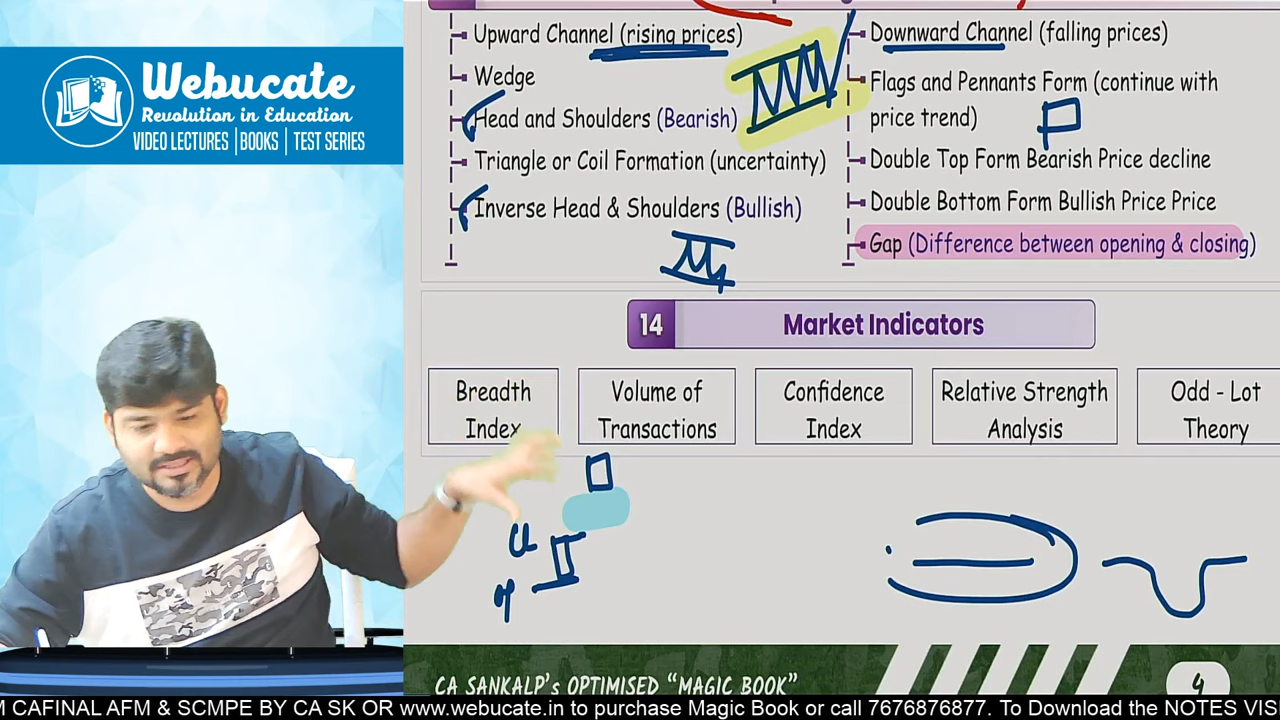 Webucate
Revolution in Education
VIDEO LECTURES | BOOKS | TEST SERIES
Upward Channel (rising prices)
Wedge
Head and Shoulders (Bearish)
Triangle or Coil Formation (uncertainty)
Inverse Head & Shoulders (Bullish)
Downward Channel (falling prices)
Flags and Pennants Form (continue with
price trend)
Double Top Form Bearish Price decline
Double Bottom Form Bullish Price Price
Gap (Difference between opening & closing)
14 Market Indicators
Breadth
Index
Volume of
Transactions
Confidence
Index
Relative Strength
Analysis
Odd - Lot
Theory
CA SANKALP's OPTIMISED "MAGIC BOOK"
4
M CAFINAL AFM & SCMPE BY CA SK OR www.webucate.in to purchase Magic Book or call 7676876877. To Download the NOTES VIS